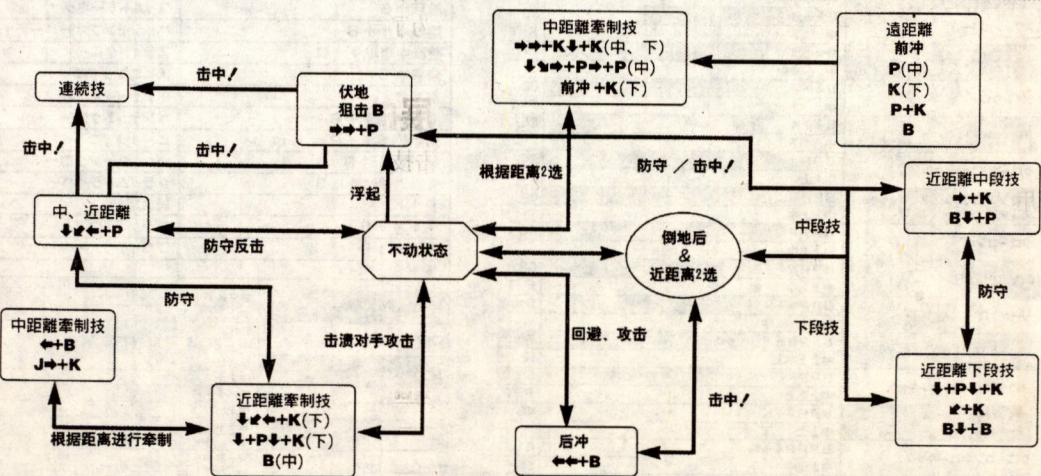 中距離牽制技
➡➡+K⬇+K(中、下)
⬇⬊➡+P➡+P(中)
前冲+K(下)
遠距離
前冲
P(中)
K(下)
P+K
B
击中!
連続技
伏地
狙击 B
➡➡+P
击中!
击中!
浮起
根据距离2选
防守／击中!
近距離中段技
➡+K
B⬇+P
中、近距離
⬇⬋⬅+P
防守反击
不动状态
倒地后
&
近距离2选
中段技
防守
防守
中距離牽制技
⬅+B
J➡+K
击溃对手攻击
回避、攻击
下段技
近距離下段技
⬇+P⬇+K
⬋+K
B⬇+B
近距離牽制技
⬇⬋⬅+K(下)
⬇+P⬇+K(下)
B(中)
击中!
根据距离进行牵制
后冲
⬅⬅+B